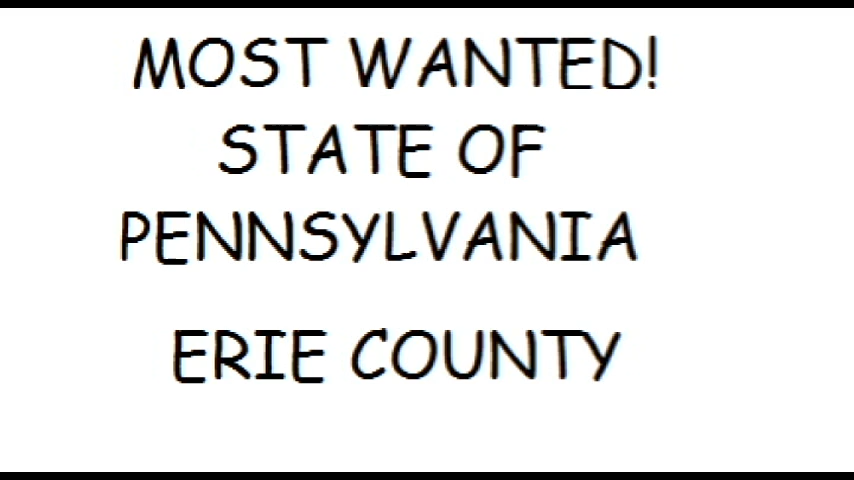 MOST WANTED!
STATE OF
PENNSYLVANIA
ERIE COUNTY